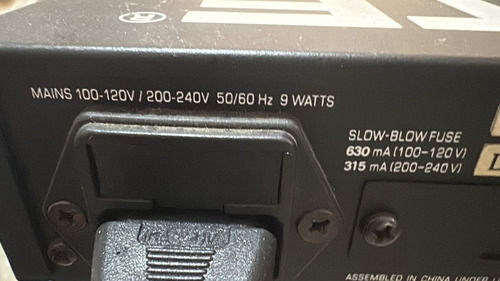 ®
MAINS 100-120V / 200-240V 50/60 Hz 9 WATTS
SLOW-BLOW FUSE
630 mA (100-120 V)
315 mA (200-240 V)
ASSEMBLED IN CHINA UNDER